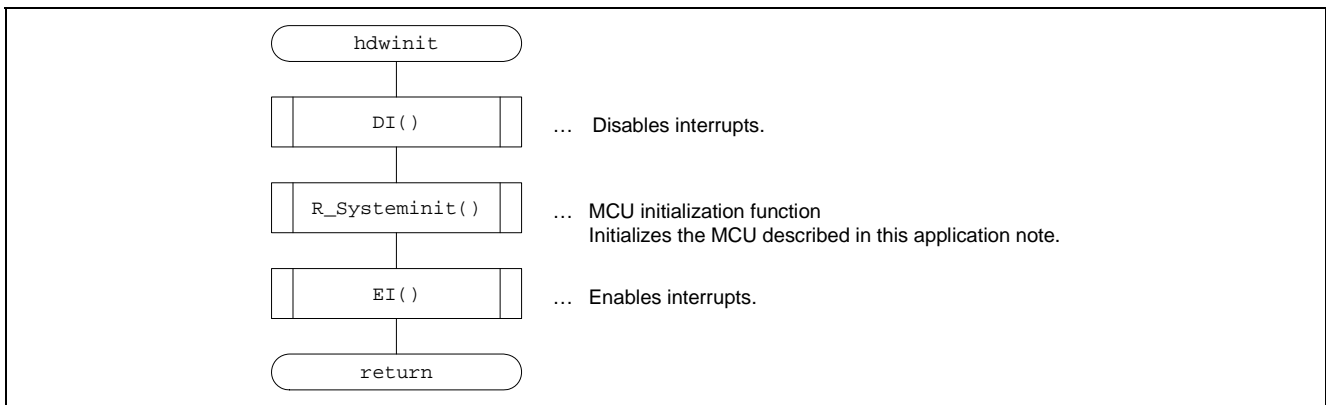 hdwinit
DI()
… Disables interrupts.
R_Systeminit()
… MCU initialization function
Initializes the MCU described in this application note.
EI()
… Enables interrupts.
return